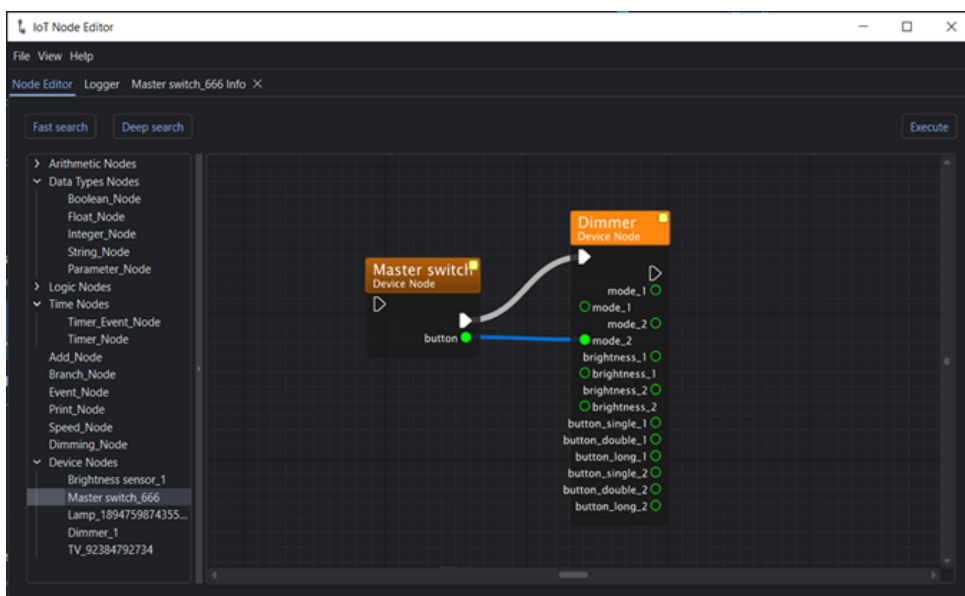 IoT Node Editor
File View Help
Node Editor Logger Master switch_666 Info
Fast search Deep search Execute
Arithmetic Nodes
Data Types Nodes
Boolean_Node
Float_Node
Integer_Node
String_Node
Parameter_Node
Logic Nodes
Time Nodes
Timer_Event_Node
Timer_Node
Add_Node
Branch_Node
Event_Node
Print_Node
Speed_Node
Dimming_Node
Device Nodes
Brightness sensor_1
Master switch_666
Lamp_1894759874355...
Dimmer_1
TV_92384792734
Master switch
Device Node
button
Dimmer
Device Node
mode_1
mode_1
mode_2
mode_2
brightness_1
brightness_1
brightness_2
brightness_2
button_single_1
button_double_1
button_long_1
button_single_2
button_double_2
button_long_2